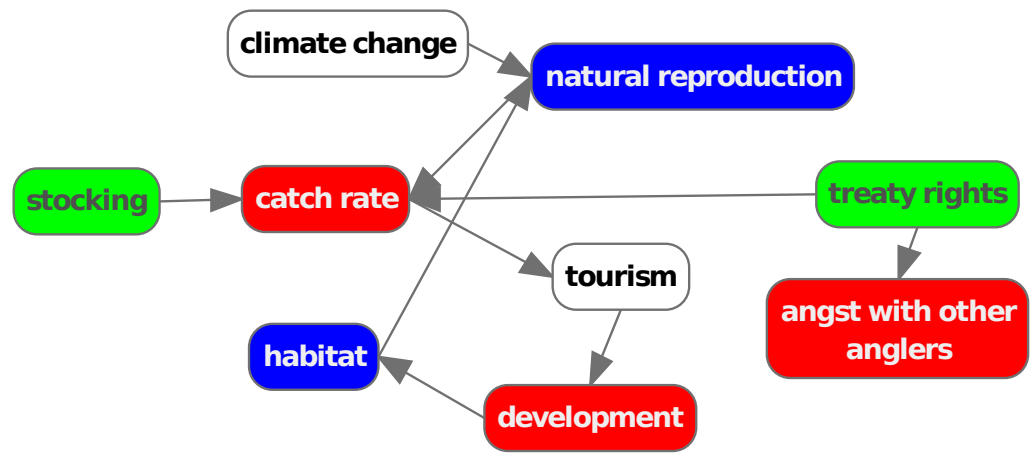 climate change
natural reproduction
stocking
catch rate
treaty rights
tourism
angst with other
anglers
habitat
development